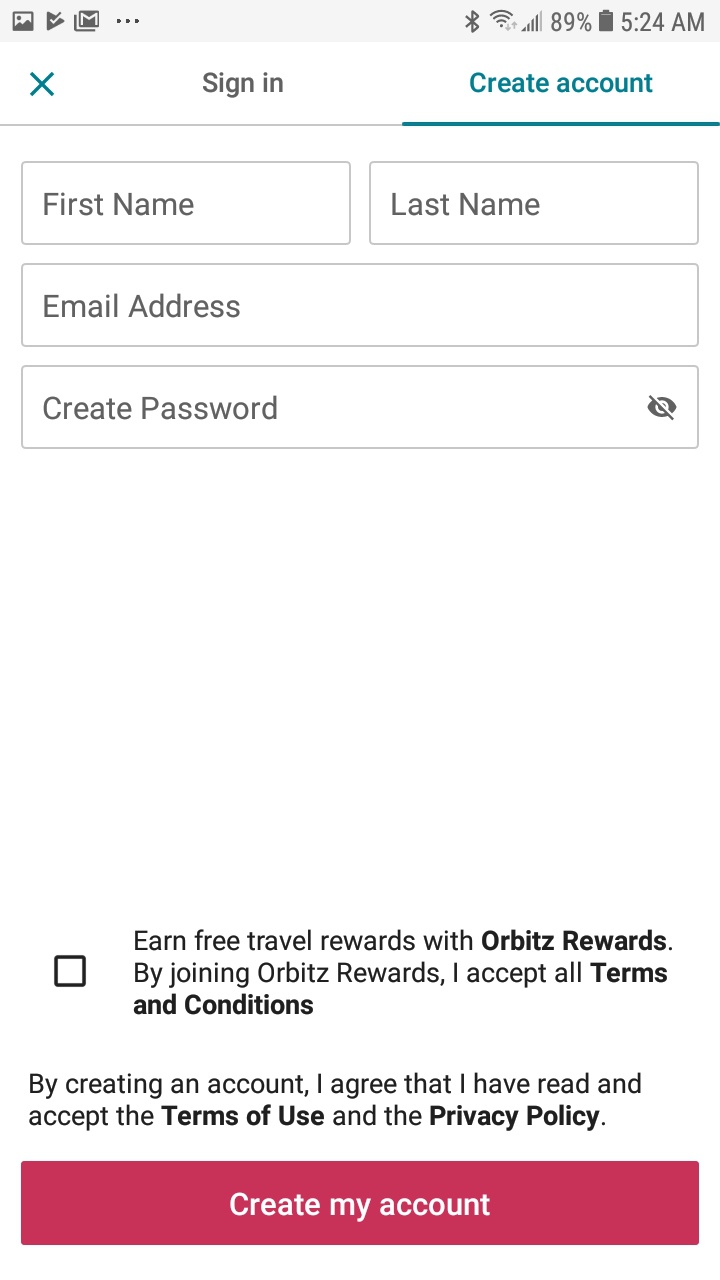 89% 5:24 AM
Sign in
Create account
First Name
Last Name
Email Address
Create Password
Earn free travel rewards with Orbitz Rewards.
By joining Orbitz Rewards, I accept all Terms
and Conditions
By creating an account, I agree that I have read and
accept the Terms of Use and the Privacy Policy.
Create my account